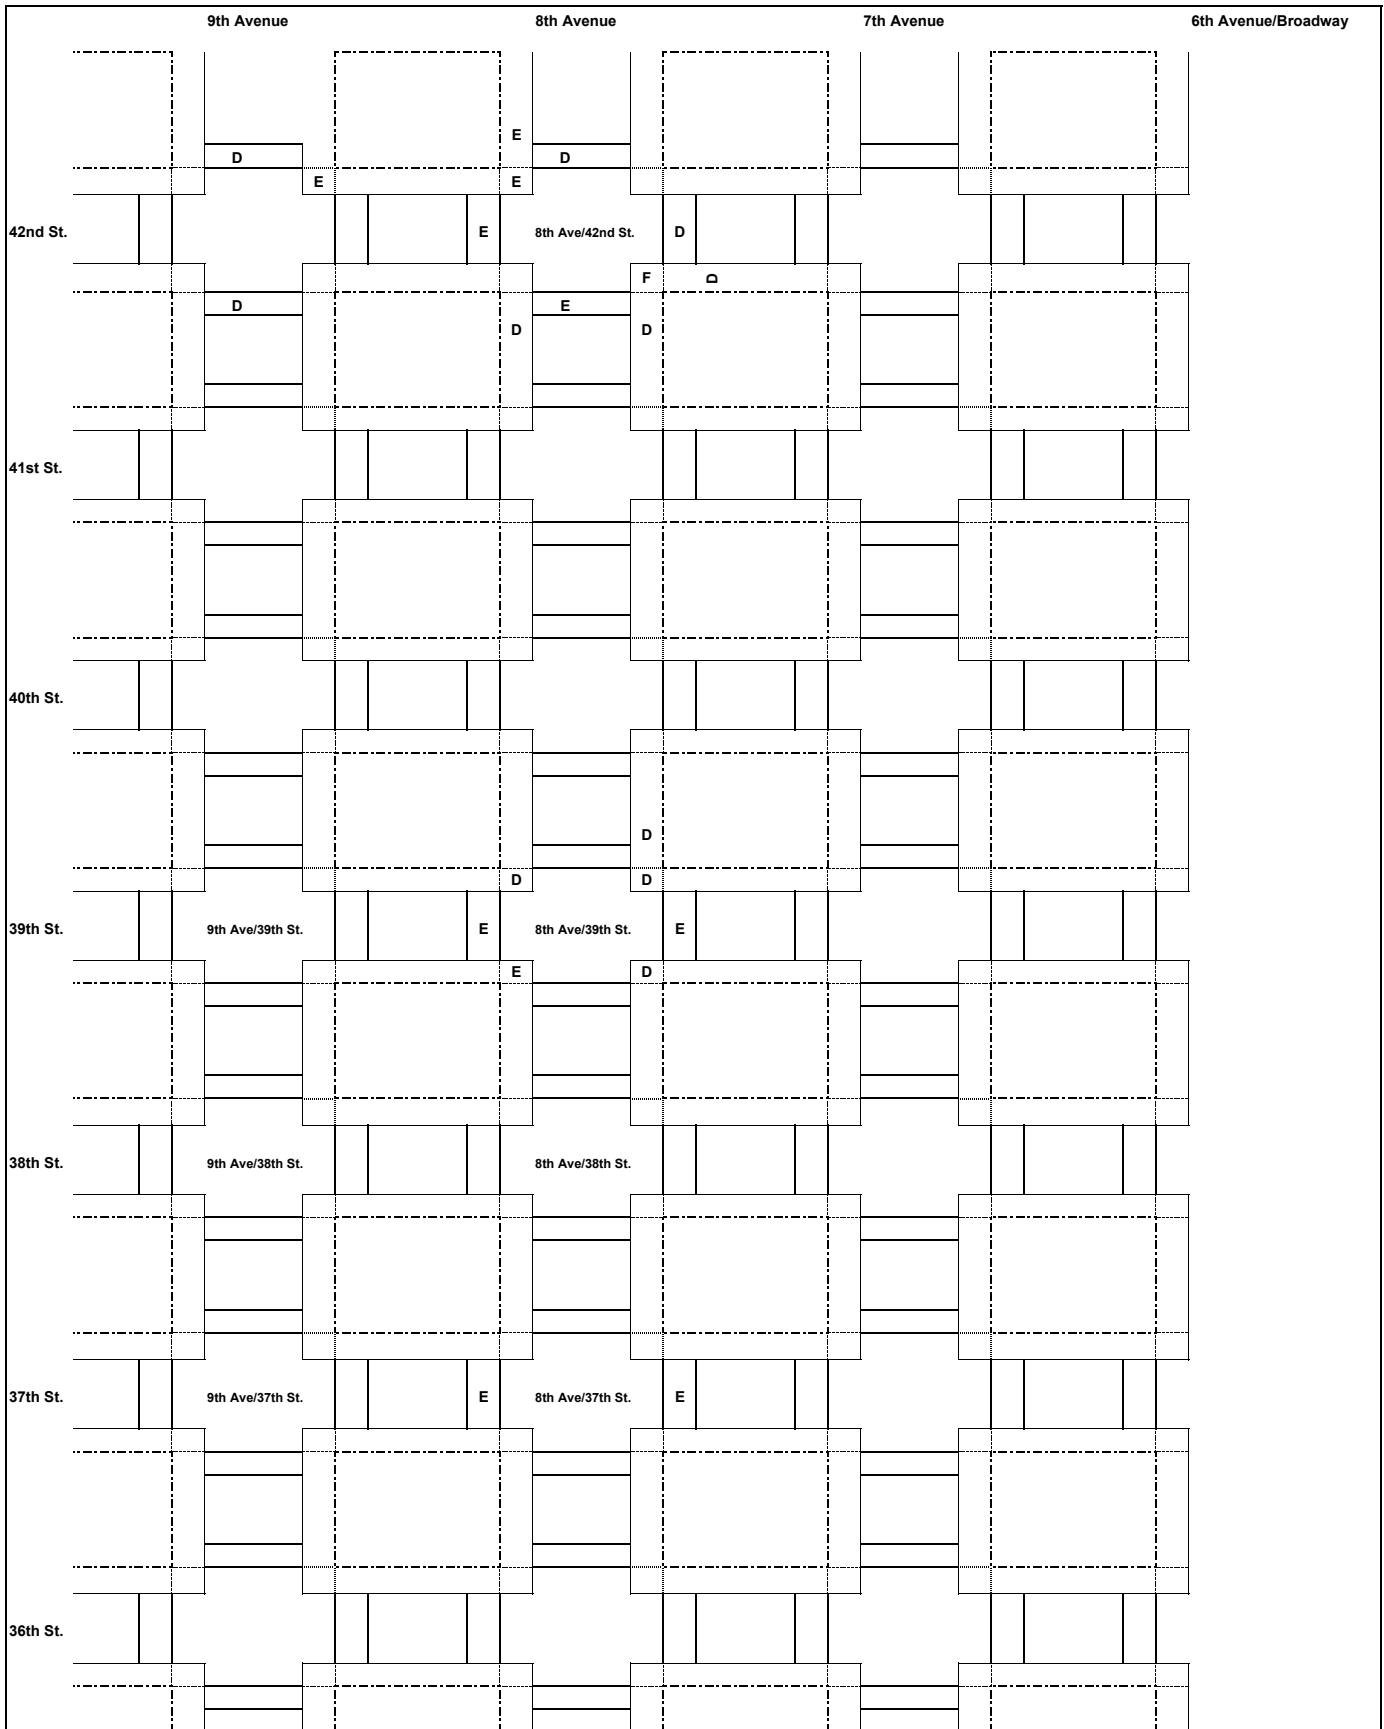 9th Avenue 8th Avenue 7th Avenue 6th Avenue/Broadway
E
D D
E E
42nd St. E 8th Ave/42nd St. D
F D
D E
D D
41st St.
40th St.
D
D D
39th St. 9th Ave/39th St. E 8th Ave/39th St. E
E D
38th St. 9th Ave/38th St. 8th Ave/38th St.
37th St. 9th Ave/37th St. E 8th Ave/37th St. E
36th St.